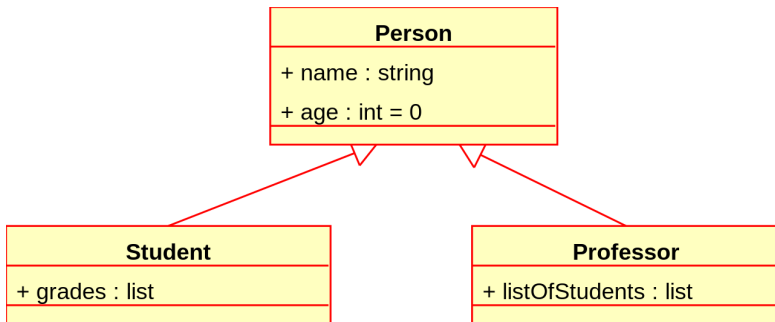 Person
+ name : string
+ age : int = 0
Student
+ grades : list
Professor
+ listOfStudents : list